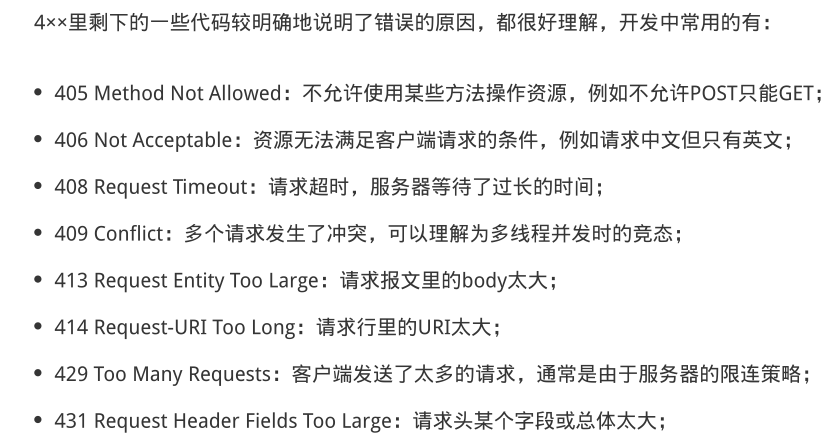 4××里剩下的一些代码较明确地说明了错误的原因，都很好理解，开发中常用的有：
• 405 Method Not Allowed：不允许使用某些方法操作资源，例如不允许POST只能GET；
• 406 Not Acceptable：资源无法满足客户端请求的条件，例如请求中文但只有英文；
• 408 Request Timeout：请求超时，服务器等待了过长的时间；
• 409 Conflict：多个请求发生了冲突，可以理解为多线程并发时的竞态；
• 413 Request Entity Too Large：请求报文里的body太大；
• 414 Request-URI Too Long：请求行里的URI太大；
• 429 Too Many Requests：客户端发送了太多的请求，通常是由于服务器的限连策略；
• 431 Request Header Fields Too Large：请求头某个字段或总体太大；